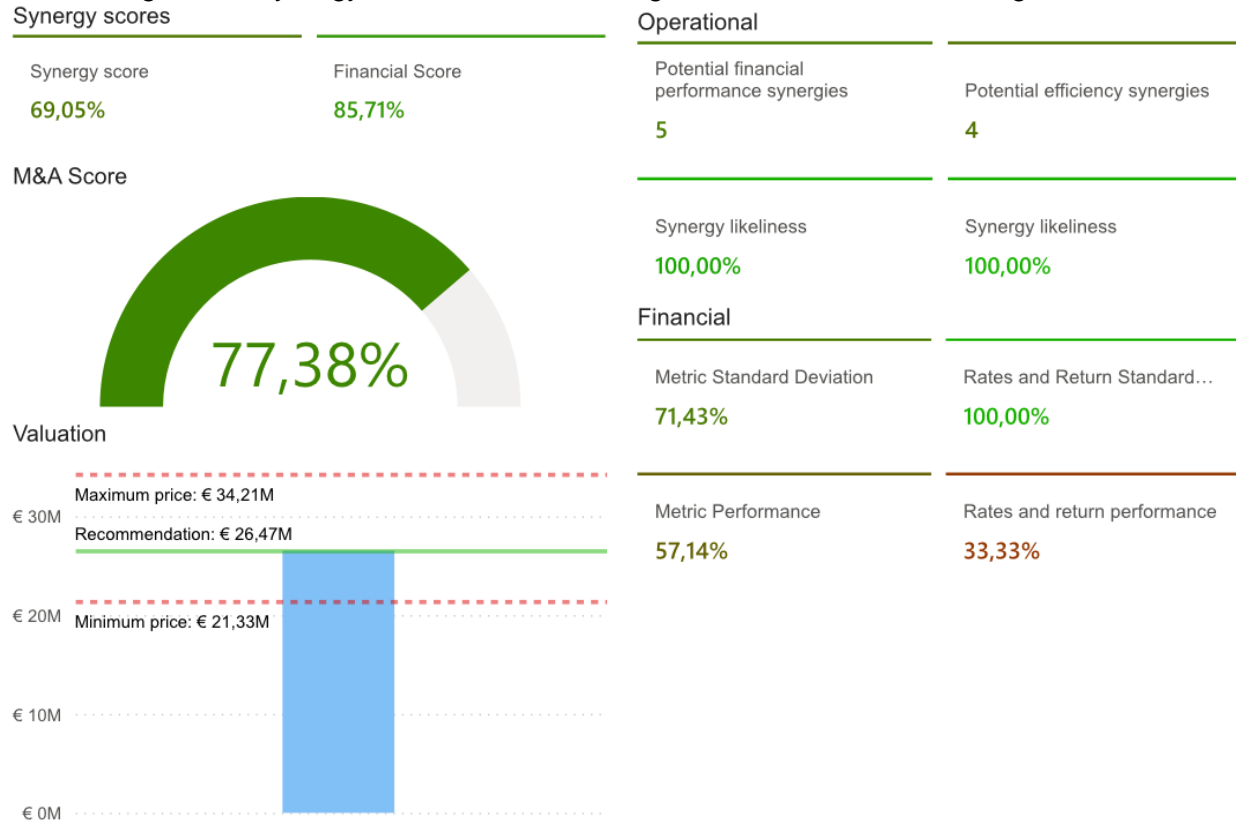 Synergy scores
Synergy score
69,05%
Financial Score
85,71%
M&A Score
77,38%
Valuation
Maximum price: € 34,21M
€ 30M
Recommendation: € 26,47M
€ 20M
Minimum price: € 21,33M
€ 10M
€ 0M
Operational
Potential financial
performance synergies
5
Potential efficiency synergies
4
Synergy likeliness
100,00%
Synergy likeliness
100,00%
Financial
Metric Standard Deviation
71,43%
Rates and Return Standard...
100,00%
Metric Performance
57,14%
Rates and return performance
33,33%